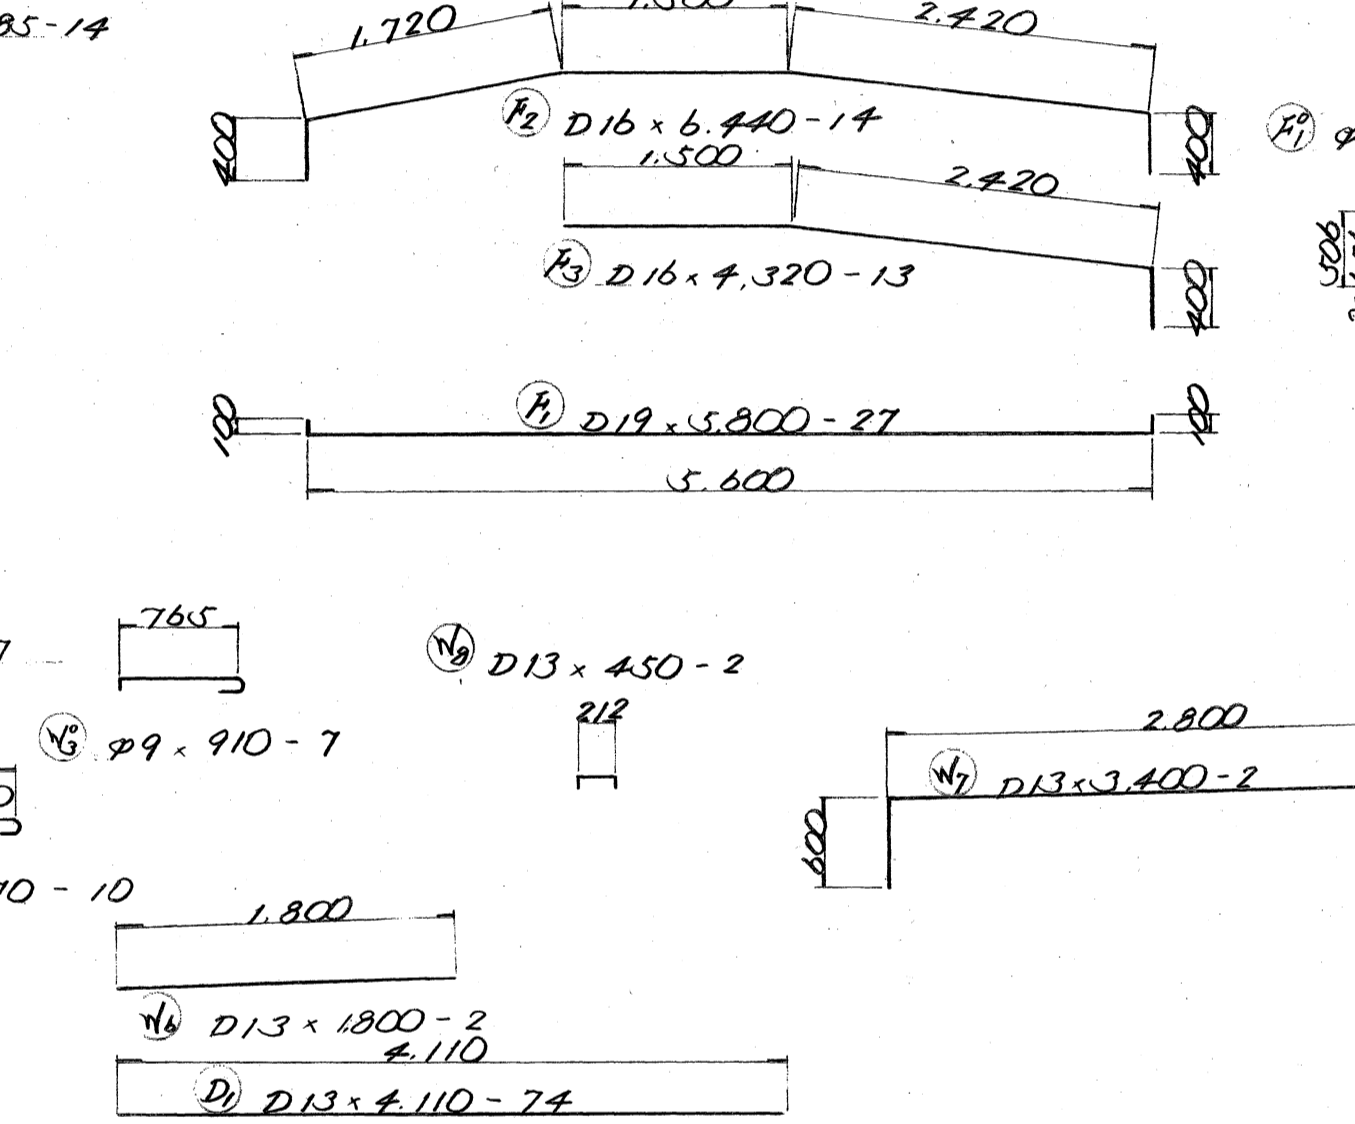 85-14
1.720
2.420
400
F2 D16 × 6.440-14
400
F1° φ
1.500
2.420
506
F3 D16 × 4,320-13
400
100
F1 D19 × 5.800-27
100
5.600
765
W8 D13 × 450-2
212
W3° φ9 × 910-7
2.800
W7 D13×3,400-2
600
0-10
1.800
W6 D13 × 1.800-2
4.110
D1 D13 × 4.110-74